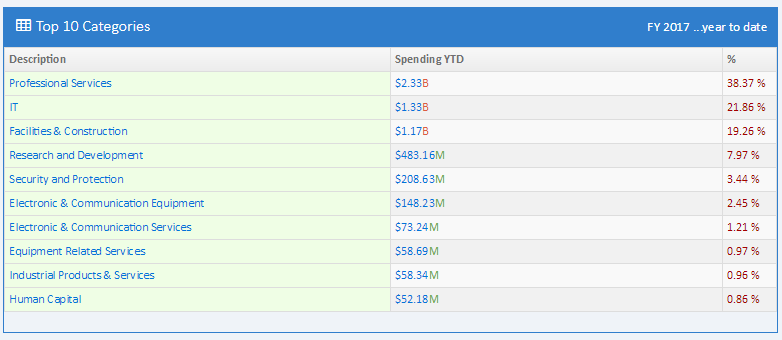 Top 10 Categories FY 2017 ...year to date
Description Spending YTD %
Professional Services $2.33B 38.37 %
IT $1.33B 21.86 %
Facilities & Construction $1.17B 19.26 %
Research and Development $483.16M 7.97 %
Security and Protection $208.63M 3.44 %
Electronic & Communication Equipment $148.23M 2.45 %
Electronic & Communication Services $73.24M 1.21 %
Equipment Related Services $58.69M 0.97 %
Industrial Products & Services $58.34M 0.96 %
Human Capital $52.18M 0.86 %